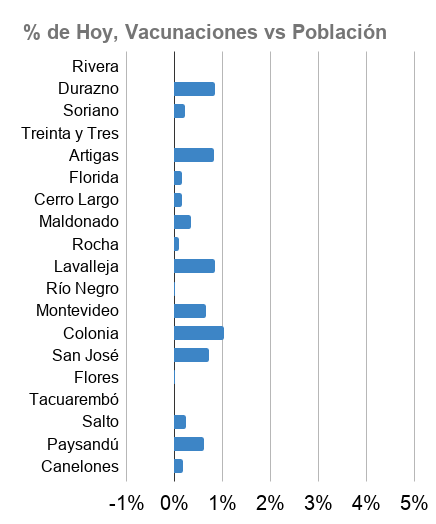 % de Hoy, Vacunaciones vs Población
Rivera
Durazno
Soriano
Treinta y Tres
Artigas
Florida
Cerro Largo
Maldonado
Rocha
Lavalleja
Río Negro
Montevideo
Colonia
San José
Flores
Tacuarembó
Salto
Paysandú
Canelones
-1% 0% 1% 2% 3% 4% 5%